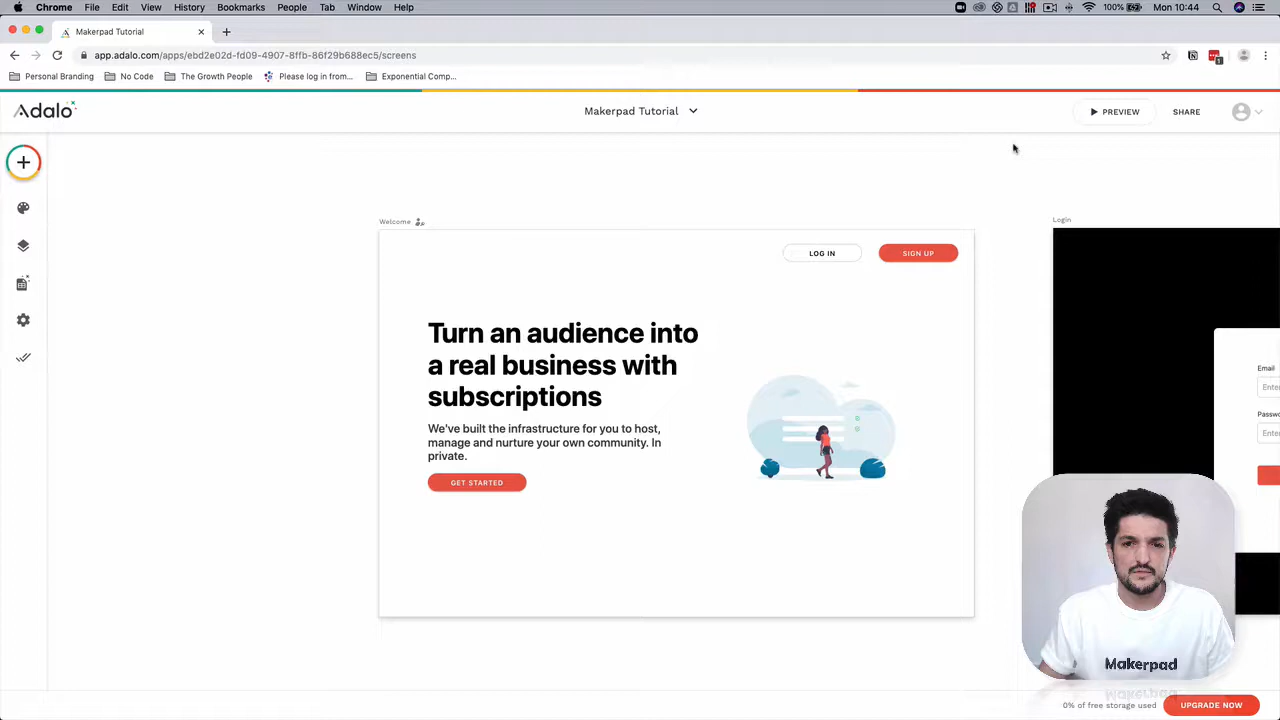 Chrome File Edit View History Bookmarks People Tab Window Help
100% Mon 10:44
Makerpad Tutorial
app.adalo.com/apps/ebd2e02d-fd09-4907-8ffb-86f29b688ec5/screens
Personal Branding No Code The Growth People Please log in from... Exponential Comp...
Adalo
Makerpad Tutorial
PREVIEW
SHARE
Welcome
Login
LOG IN
SIGN UP
Turn an audience into
a real business with
subscriptions
We've built the infrastructure for you to host,
manage and nurture your own community. In
private.
GET STARTED
Email
Enter
Passwo
Enter
Makerpad
0% of free storage used
UPGRADE NOW